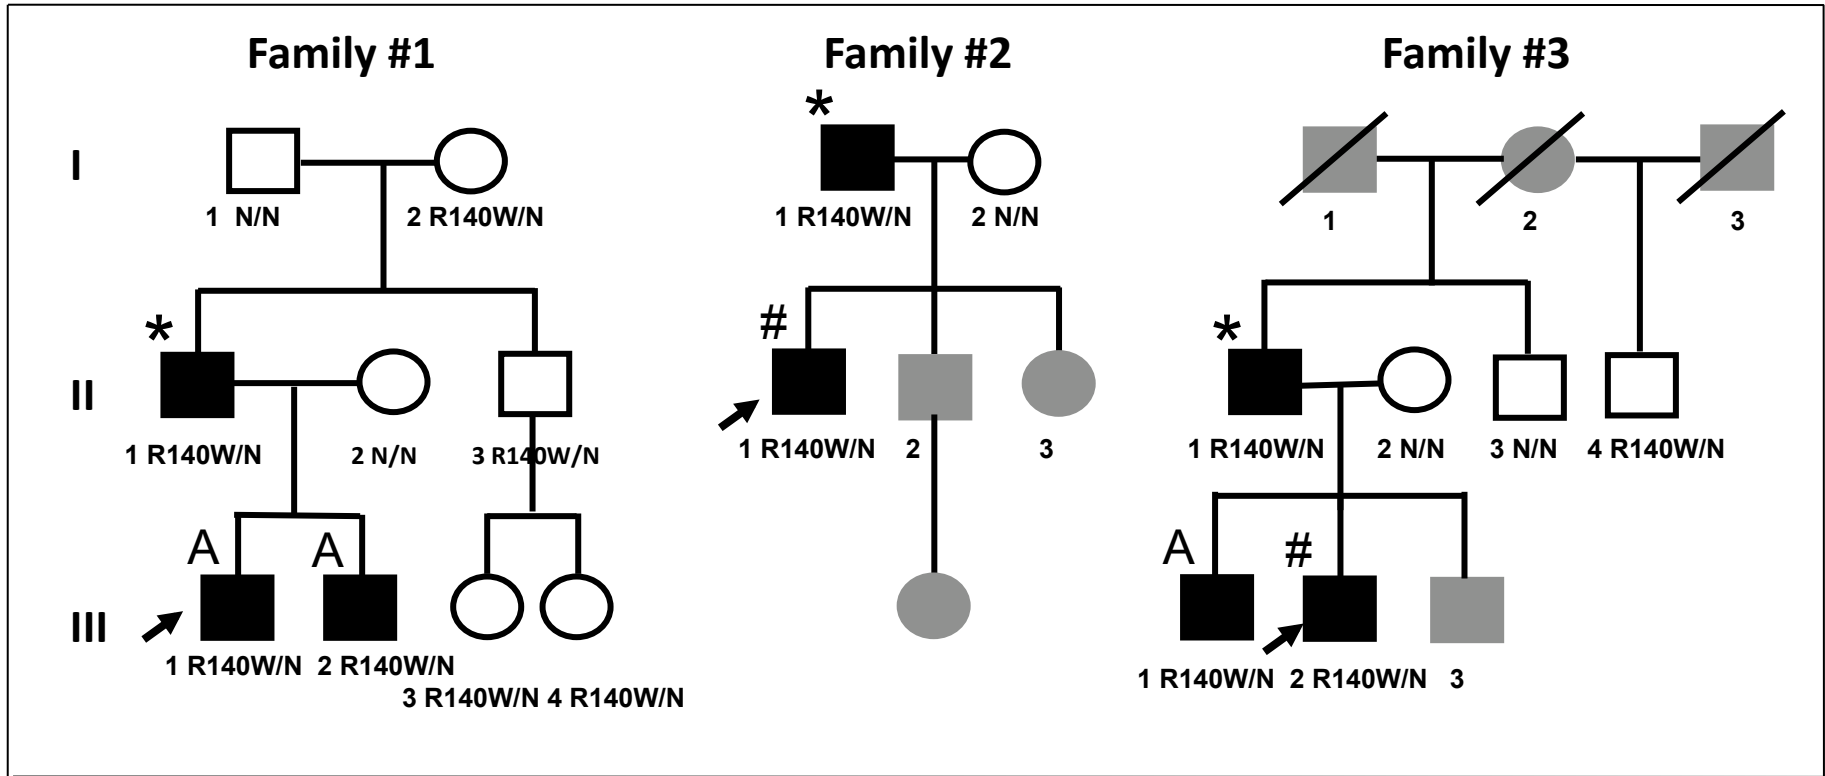 Family #1 Family #2 Family #3
*
I
1 N/N 2 R140W/N 1 R140W/N 2 N/N 1 2 3
* # *
II
1 R140W/N 2 N/N 3 R140W/N 1 R140W/N 2 3 1 R140W/N 2 N/N 3 N/N 4 R140W/N
A A A #
III
1 R140W/N 2 R140W/N 1 R140W/N 2 R140W/N 3
3 R140W/N 4 R140W/N